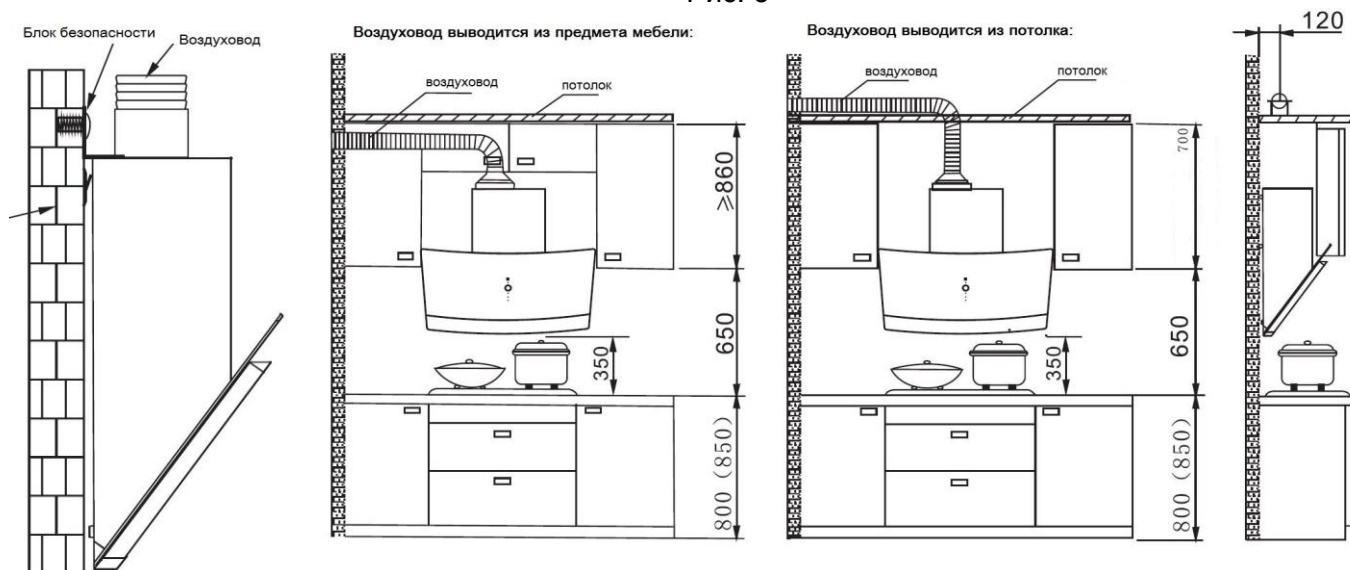 Блок безопасности
Воздуховод
Воздуховод выводится из предмета мебели:
воздуховод
потолок
≥860
650
350
800 (850)
Воздуховод выводится из потолка:
воздуховод
потолок
700
650
350
800 (850)
120